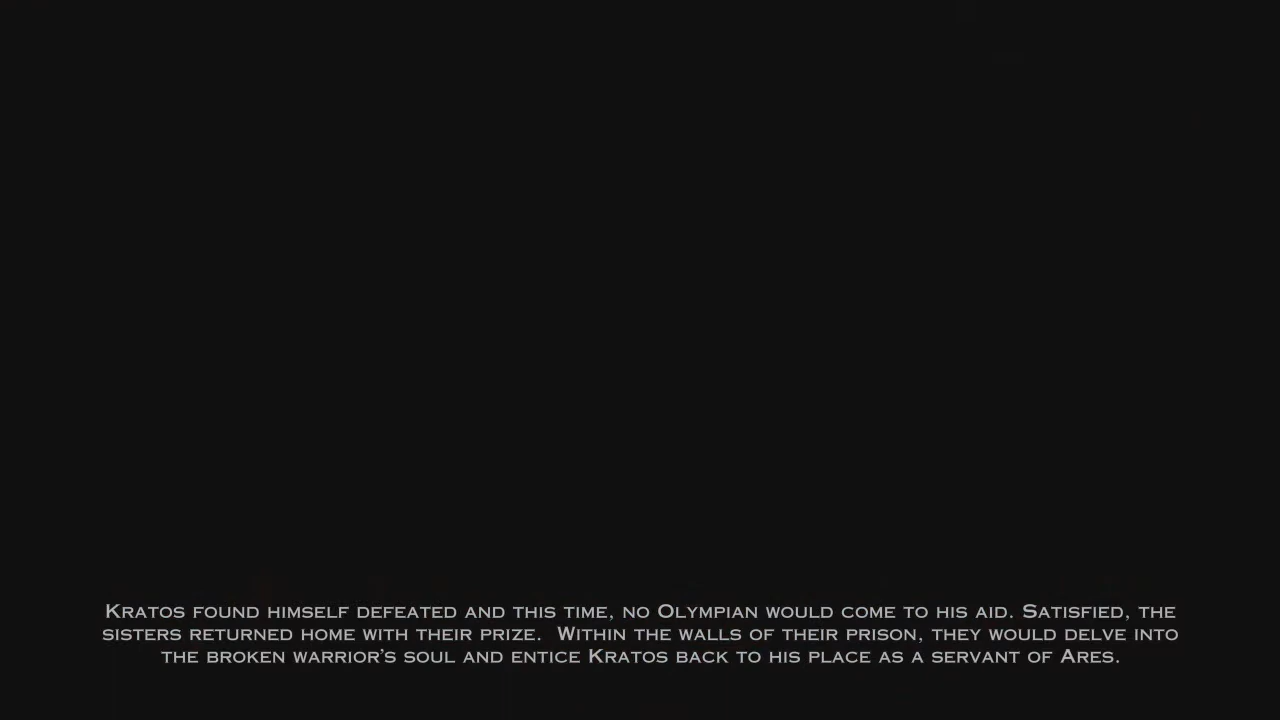 Kratos found himself defeated and this time, no Olympian would come to his aid. Satisfied, the
sisters returned home with their prize.  Within the walls of their prison, they would delve into
the broken warrior's soul and entice Kratos back to his place as a servant of Ares.